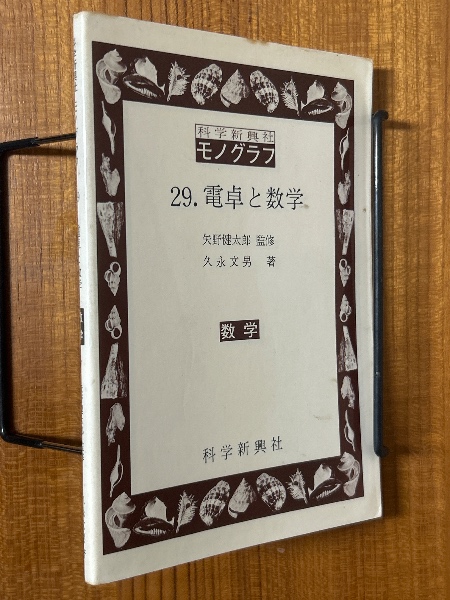 科学新興社
モノグラフ
29. 電卓と数学
矢野健太郎 監修
久永文男 著
数学
科学新興社